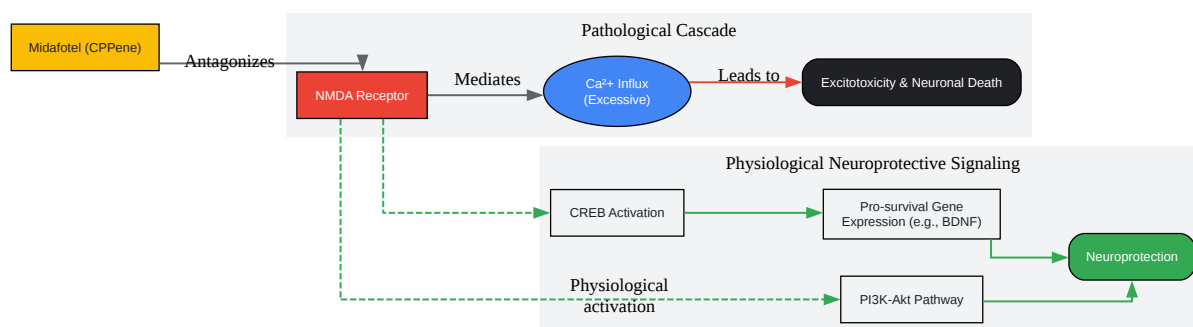 Pathological Cascade
Midafotel (CPPene)
Antagonizes
NMDA Receptor
Mediates
Ca²⁺ Influx
(Excessive)
Leads to
Excitotoxicity & Neuronal Death
Physiological Neuroprotective Signaling
CREB Activation
Pro-survival Gene
Expression (e.g., BDNF)
Neuroprotection
Physiological
activation
PI3K-Akt Pathway